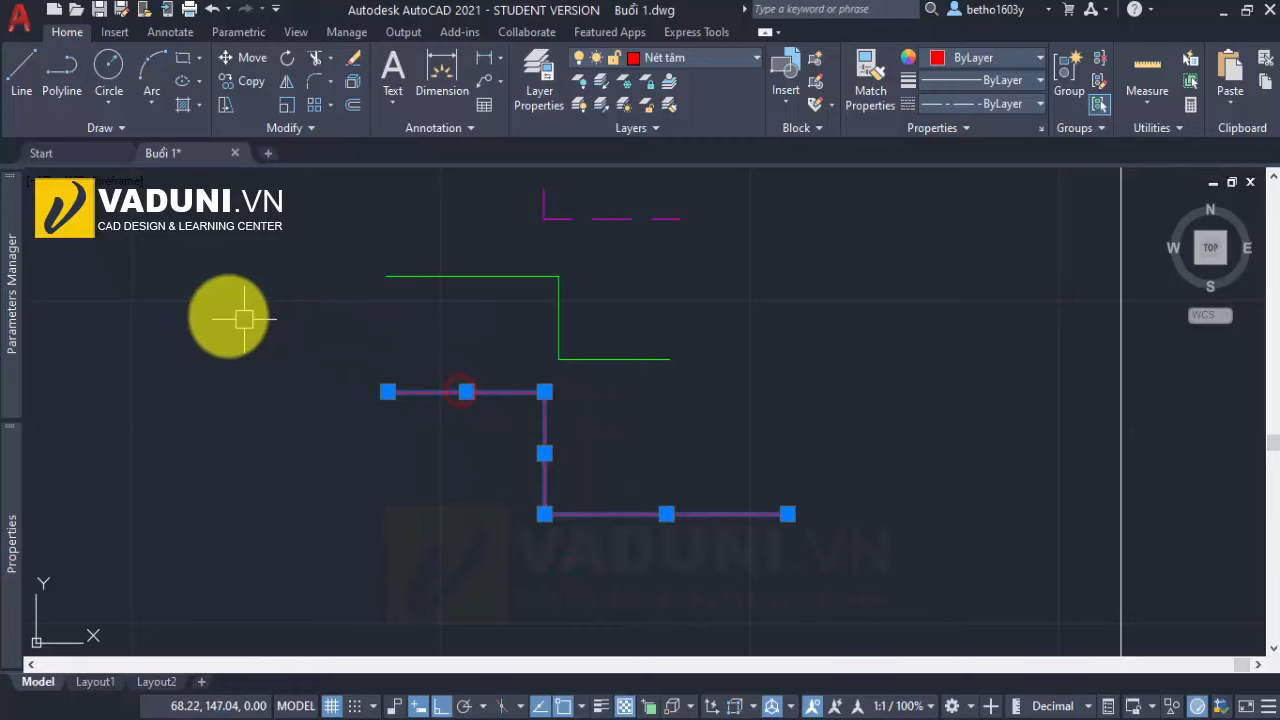 Autodesk AutoCAD 2021 - STUDENT VERSION Buổi 1.dwg
Type a keyword or phrase
betho1603y
Home Insert Annotate Parametric View Manage Output Add-ins Collaborate Featured Apps Express Tools
Line Polyline Circle Arc
Move
Copy
Text Dimension
Layer Properties
Nét tâm
Insert
Match Properties
ByLayer
ByLayer
ByLayer
Group
Measure
Paste
Draw Modify Annotation Layers Block Properties Groups Utilities Clipboard
Start Buổi 1*
VADUNI.VN
CAD DESIGN & LEARNING CENTER
Parameters Manager
Properties
N
W TOP E
S
WCS
VADUNI.VN
Y
X
Model Layout1 Layout2
68.22, 147.04, 0.00 MODEL 1:1 / 100% Decimal